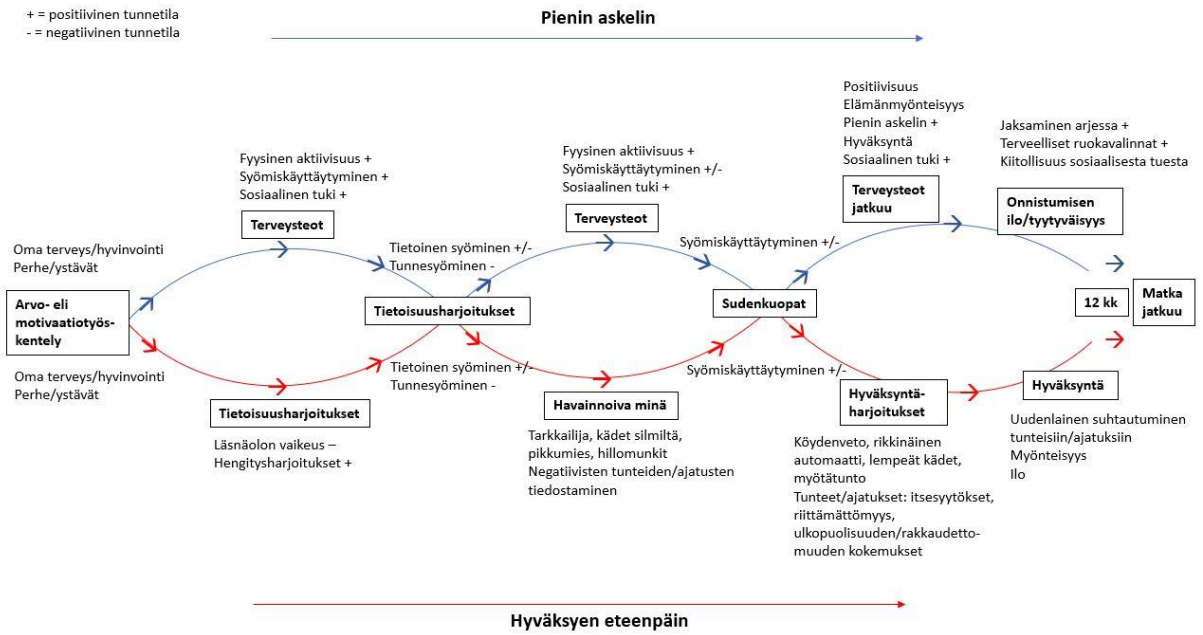 + = positiivinen tunnetila
- = negatiivinen tunnetila
Pienin askelin
Positiivisuus
Elämänmyönteisyys
Pienin askelin +
Hyväksyntä
Sosiaalinen tuki +
Jaksaminen arjessa +
Terveelliset ruokavalinnat +
Kiitollisuus sosiaalisesta tuesta
Fyysinen aktiivisuus +
Syömiskäyttäytyminen +
Sosiaalinen tuki +
Fyysinen aktiivisuus +
Syömiskäyttäytyminen +/-
Sosiaalinen tuki +
Terveysteot
Terveysteot
Terveysteot
jatkuu
Onnistumisen
ilo/tyytyväisyys
Oma terveys/hyvinvointi
Perhe/ystävät
Tietoinen syöminen +/-
Tunnesyöminen -
Syömiskäyttäytyminen +/-
Arvo- eli
motivaatiotyös-
kentely
Tietoisuusharjoitukset
Sudenkuopat
12 kk
Matka
jatkuu
Oma terveys/hyvinvointi
Perhe/ystävät
Tietoinen syöminen +/-
Tunnesyöminen -
Syömiskäyttäytyminen +/-
Tietoisuusharjoitukset
Läsnäolon vaikeus –
Hengitysharjoitukset +
Havainnoiva minä
Tarkkailija, kädet silmiltä,
pikkumies, hillomunkit
Negatiivisten tunteiden/ajatusten
tiedostaminen
Hyväksyntä-
harjoitukset
Köydenveto, rikkinäinen
automaatti, lempeät kädet,
myötätunto
Tunteet/ajatukset: itsesyytökset,
riittämättömyys,
ulkopuolisuuden/rakkaudetto-
muuden kokemukset
Hyväksyntä
Uudenlainen suhtautuminen
tunteisiin/ajatuksiin
Myönteisyys
Ilo
Hyväksyen eteenpäin